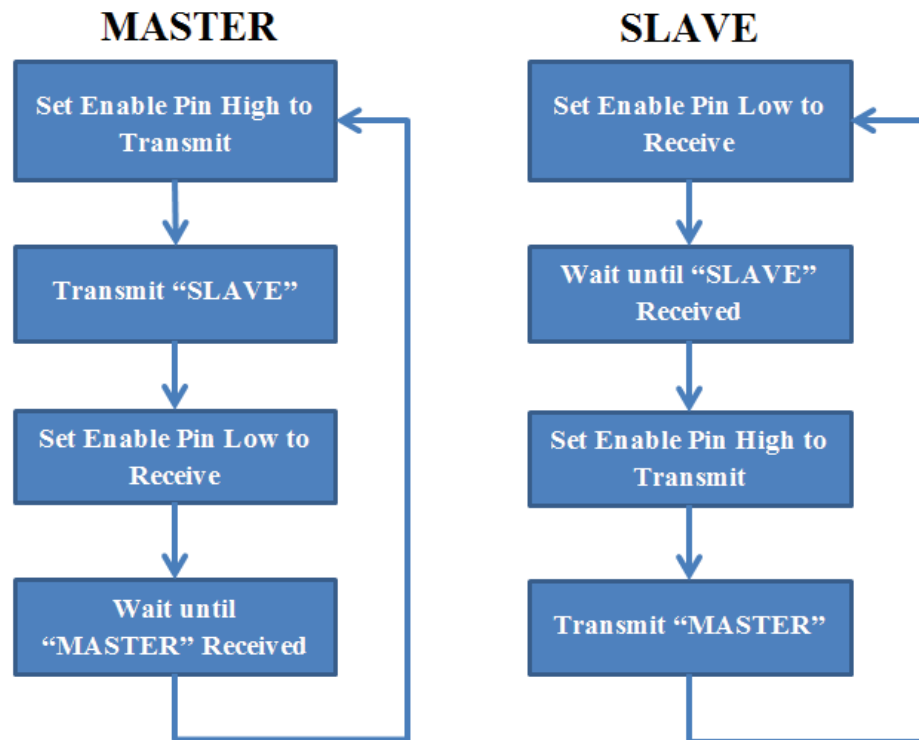 MASTER
Set Enable Pin High to
Transmit
Transmit “SLAVE”
Set Enable Pin Low to
Receive
Wait until
“MASTER” Received
SLAVE
Set Enable Pin Low to
Receive
Wait until “SLAVE”
Received
Set Enable Pin High to
Transmit
Transmit “MASTER”